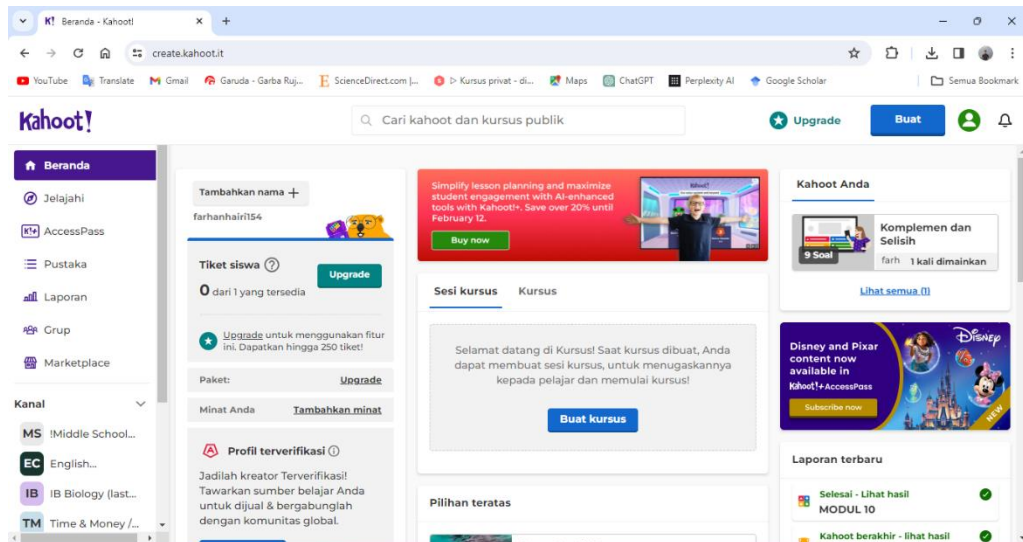 K! Beranda - Kahoot!
create.kahoot.it
YouTube Translate Gmail Garuda - Garba Ruj... ScienceDirect.com |... Kursus privat - di... Maps ChatGPT Perplexity AI Google Scholar Semua Bookmark
Kahoot!
Cari kahoot dan kursus publik
Upgrade
Buat
Beranda
Jelajahi
K!+ AccessPass
Pustaka
Laporan
Grup
Marketplace
Kanal
MS !Middle School...
EC English...
IB IB Biology (last...
TM Time & Money /...
Tambahkan nama +
farhanhairi154
Tiket siswa ?
0 dari 1 yang tersedia
Upgrade
Upgrade untuk menggunakan fitur
ini. Dapatkan hingga 250 tiket!
Paket: Upgrade
Minat Anda Tambahkan minat
Profil terverifikasi
Jadilah kreator Terverifikasi!
Tawarkan sumber belajar Anda
untuk dijual & bergabunglah
dengan komunitas global.
Simplify lesson planning and maximize
student engagement with AI-enhanced
tools with Kahoot!+. Save over 20% until
February 12.
Buy now
Kahoot!
Sesi kursus Kursus
Selamat datang di Kursus! Saat kursus dibuat, Anda
dapat membuat sesi kursus, untuk menugaskannya
kepada pelajar dan memulai kursus!
Buat kursus
Pilihan teratas
Kahoot Anda
9 Soal
Komplemen dan
Selisih
farh 1 kali dimainkan
Lihat semua (1)
Disney and Pixar
content now
available in
Kahoot!+ AccessPass
Subscribe now
Disney
NEW
Laporan terbaru
Selesai - Lihat hasil
MODUL 10
Kahoot berakhir - lihat hasil